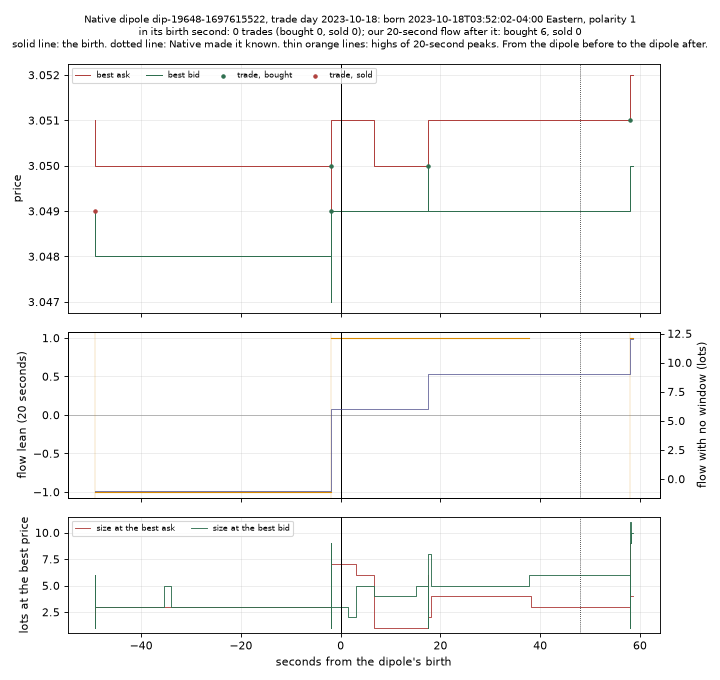 Native dipole dip-19648-1697615522, trade day 2023-10-18: born 2023-10-18T03:52:02-04:00 Eastern, polarity 1
in its birth second: 0 trades (bought 0, sold 0); our 20-second flow after it: bought 6, sold 0
solid line: the birth. dotted line: Native made it known. thin orange lines: highs of 20-second peaks. From the dipole before to the dipole after.
best ask best bid trade, bought trade, sold
3.052
3.051
3.050
3.049
3.048
3.047
price
1.0
0.5
0.0
−0.5
−1.0
flow lean (20 seconds)
12.5
10.0
7.5
5.0
2.5
0.0
flow with no window (lots)
size at the best ask size at the best bid
10.0
7.5
5.0
2.5
lots at the best price
−40 −20 0 20 40 60
seconds from the dipole's birth